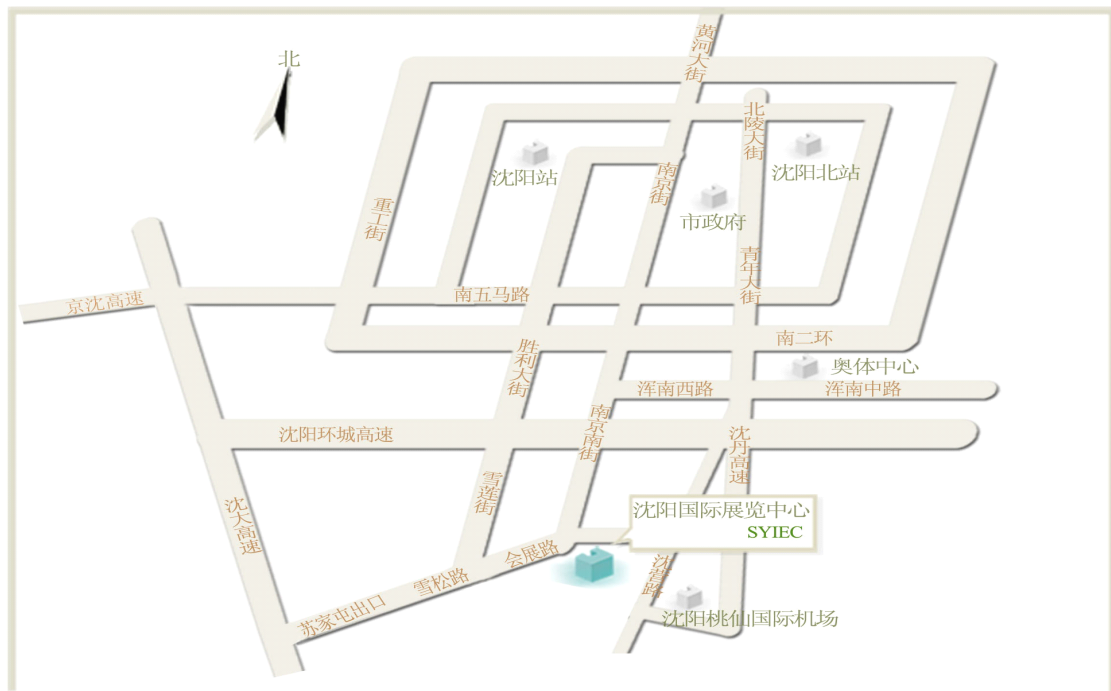 黄河大街
北
北陵大街
沈阳站
沈阳北站
南京街
重工街
市政府
青年大街
京沈高速
南五马路
南二环
胜利大街
奥体中心
浑南西路
浑南中路
南京南街
沈阳环城高速
沈丹高速
雪莲街
沈大高速
沈阳国际展览中心
SYIEC
会展路
沈营路
雪松路
苏家屯出口
沈阳桃仙国际机场